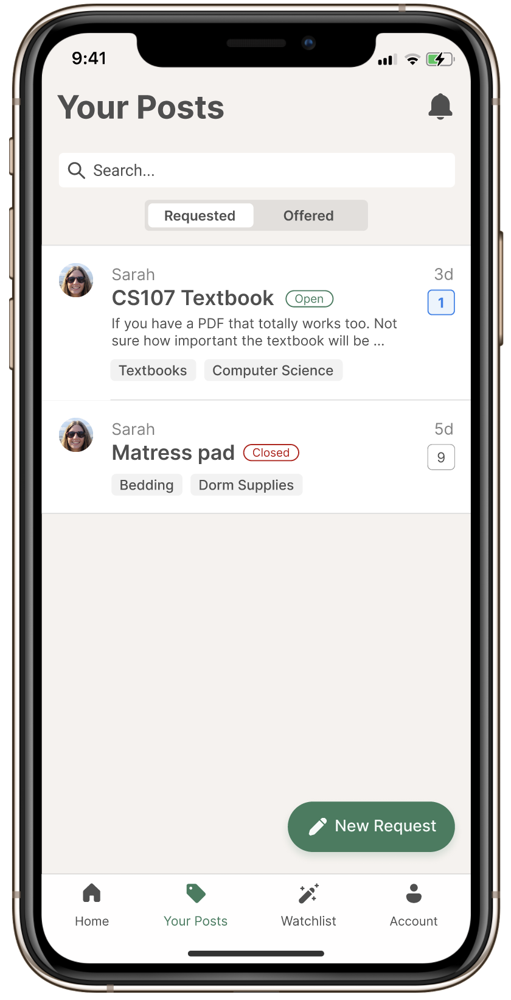 9:41
Your Posts
Search...
Requested Offered
Sarah 3d
CS107 Textbook Open 1
If you have a PDF that totally works too. Not
sure how important the textbook will be ...
Textbooks Computer Science
Sarah 5d
Matress pad Closed 9
Bedding Dorm Supplies
New Request
Home Your Posts Watchlist Account